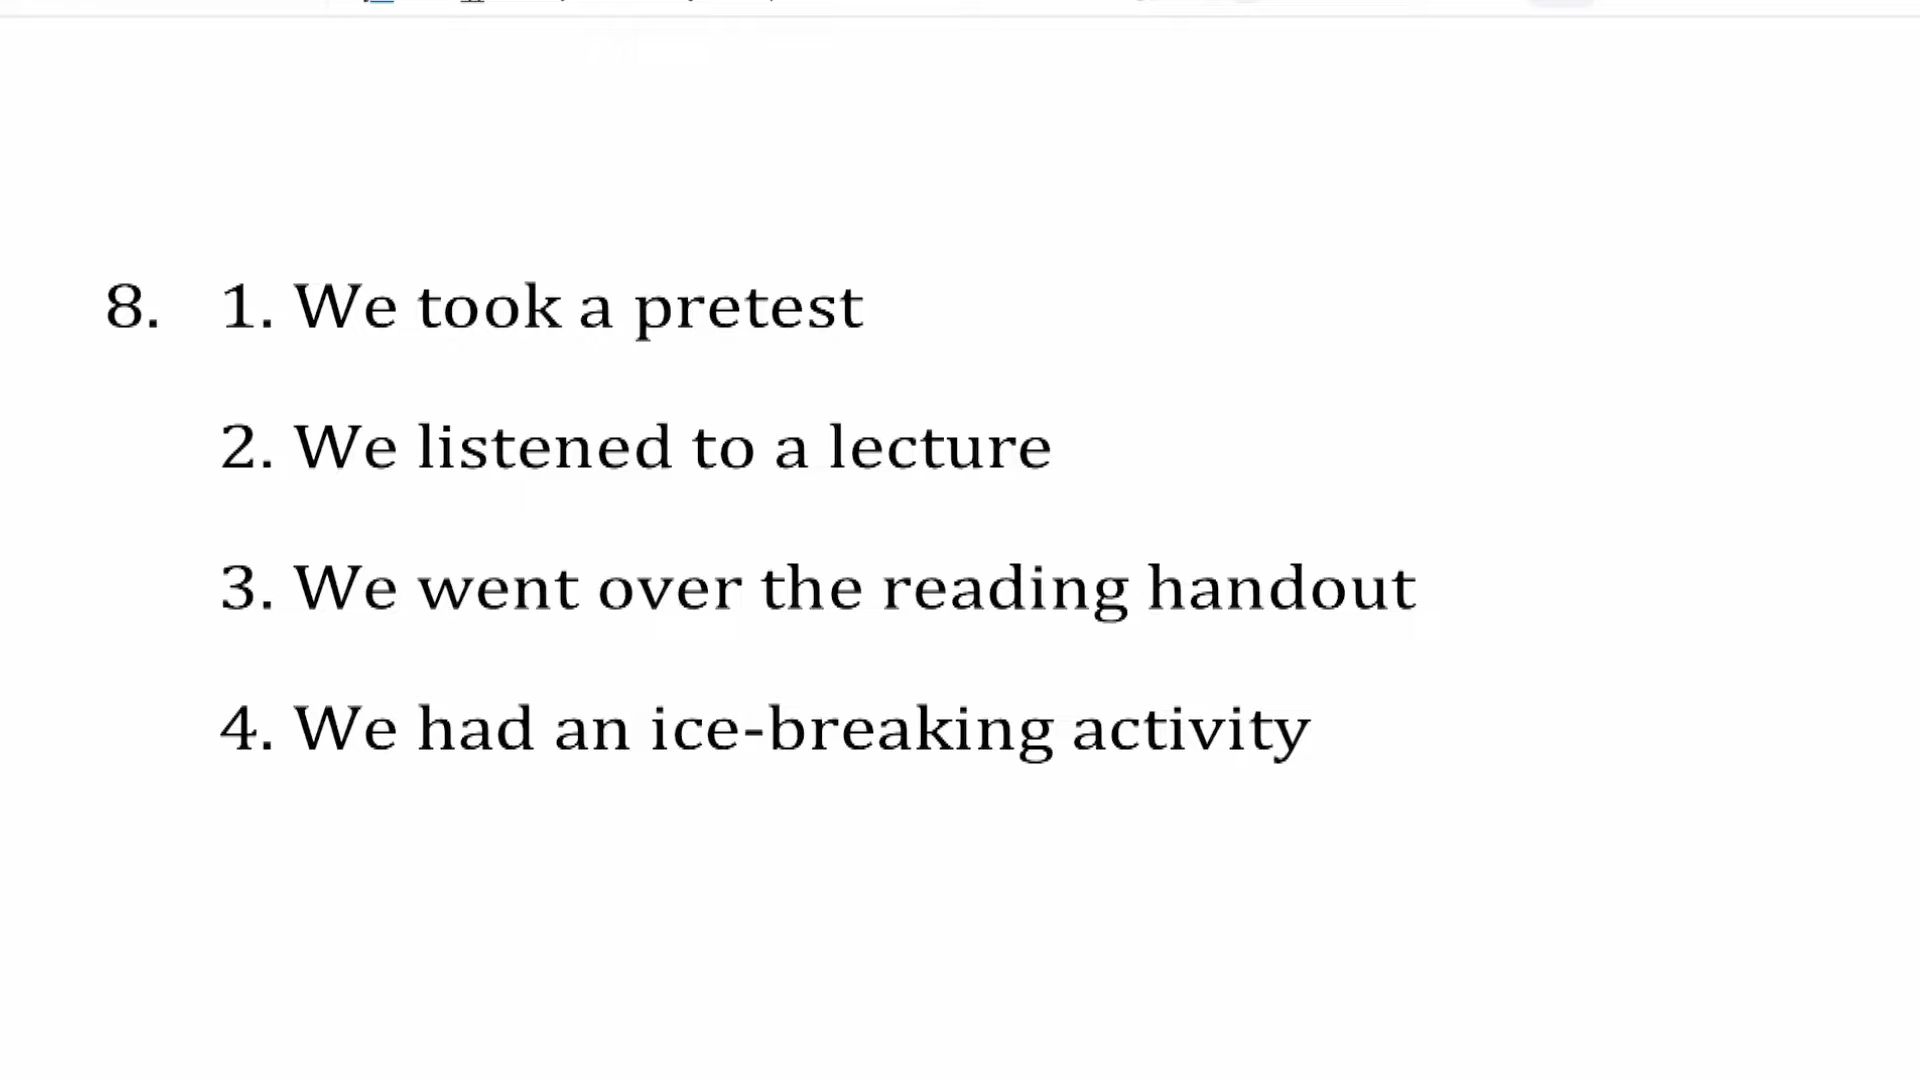 8. 1. We took a pretest
2. We listened to a lecture
3. We went over the reading handout
4. We had an ice-breaking activity